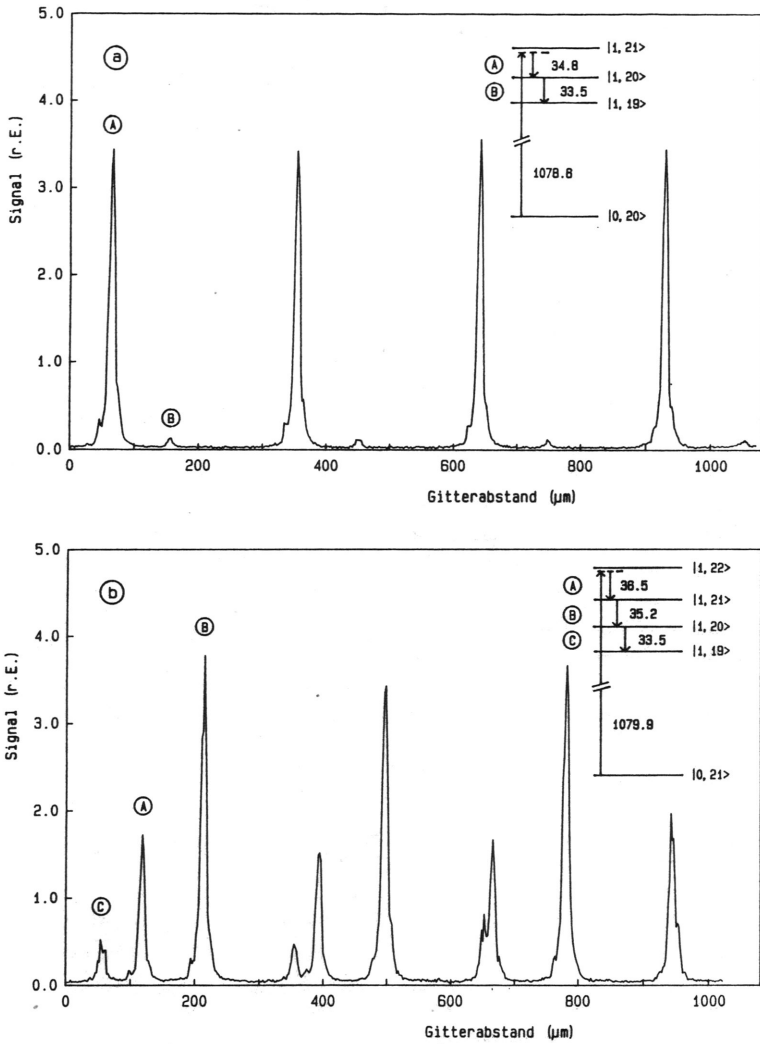 5.0
4.0
3.0
2.0
1.0
0.0
Signal (r.E.)
a
A
B
0
200
400
600
800
1000
Gitterabstand (µm)
A
B
|1, 21>
34.8
|1, 20>
33.5
|1, 19>
1078.8
|0, 20>
5.0
4.0
3.0
2.0
1.0
0.0
Signal (r.E.)
b
C
A
B
0
200
400
600
800
1000
Gitterabstand (µm)
A
B
C
|1, 22>
36.5
|1, 21>
35.2
|1, 20>
33.5
|1, 19>
1079.9
|0, 21>